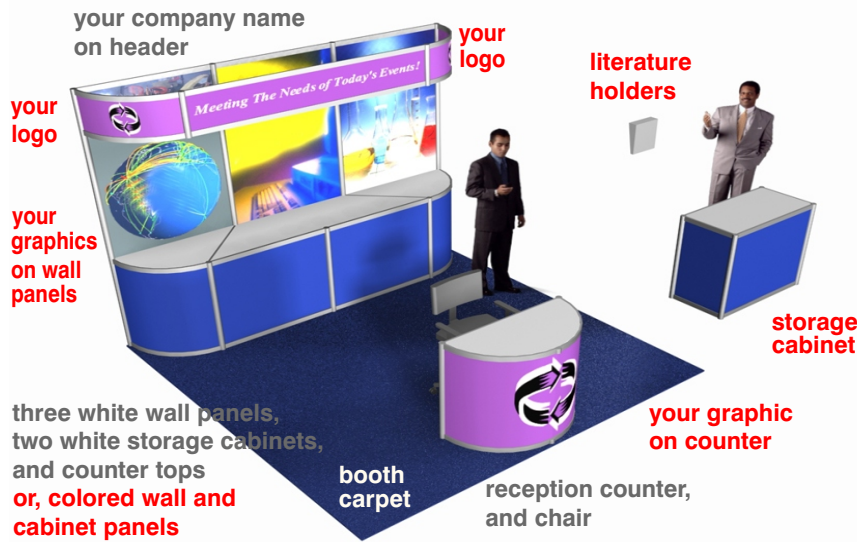 your company name
on header
your
logo
literature
holders
your
logo
Meeting The Needs of Today's Events!
your
graphics
on wall
panels
storage
cabinet
three white wall panels,
two white storage cabinets,
and counter tops
or, colored wall and
cabinet panels
booth
carpet
your graphic
on counter
reception counter,
and chair